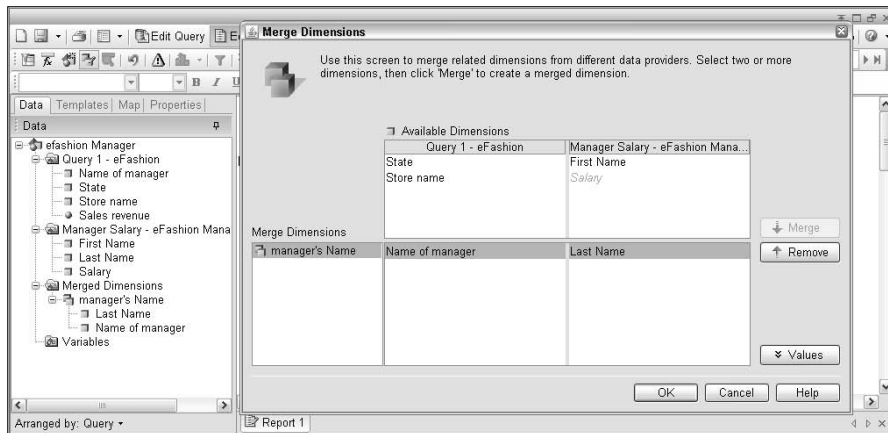 Merge Dimensions
Edit Query
Use this screen to merge related dimensions from different data providers. Select two or more
dimensions, then click 'Merge' to create a merged dimension.
B I U
Data Templates Map Properties
Data
efashion Manager
Query 1 - eFashion
Name of manager
State
Store name
Sales revenue
Manager Salary - eFashion Mana
First Name
Last Name
Salary
Merged Dimensions
manager's Name
Last Name
Name of manager
Variables
Arranged by: Query
Available Dimensions
Query 1 - eFashion Manager Salary - eFashion Mana...
State First Name
Store name Salary
Merge Dimensions
manager's Name Name of manager Last Name
Merge
Remove
Values
OK Cancel Help
Report 1